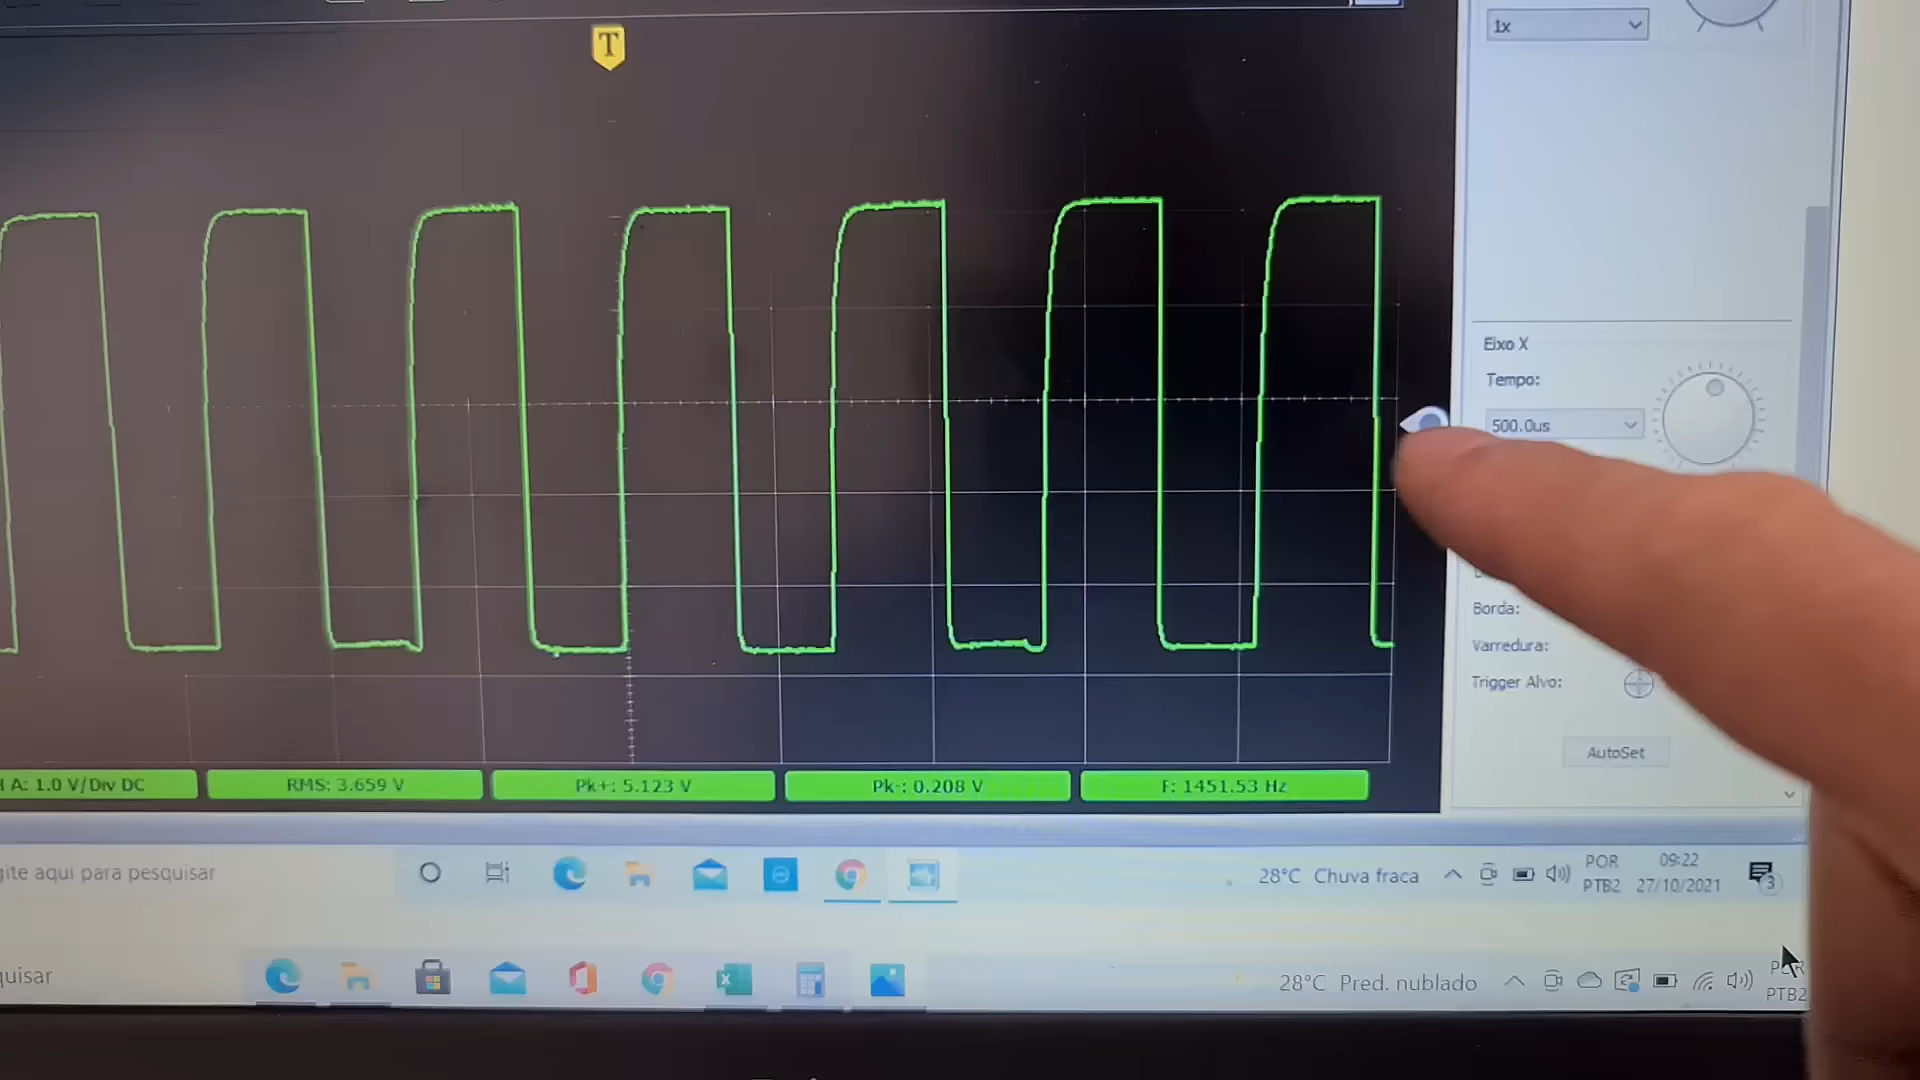 1x
T
Eixo X
Tempo:
500.0us
Borda:
Varredura:
Trigger Alvo:
AutoSet
A: 1.0 V/Div DC
RMS: 3.659 V
Pk+: 5.123 V
Pk-: 0.208 V
F: 1451.53 Hz
gite aqui para pesquisar
28°C Chuva fraca
POR
PTB2
09:22
27/10/2021
3
quisar
28°C Pred. nublado
POR
PTB2